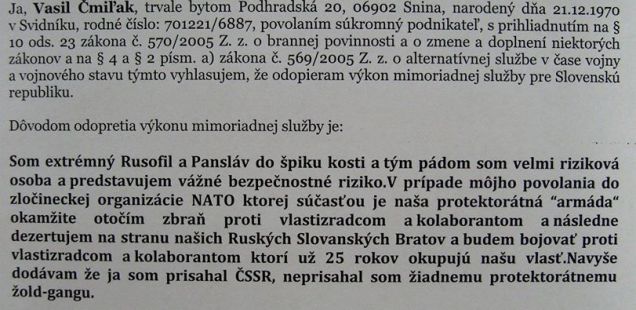 Ja, Vasil Čmiľak, trvale bytom Podhradská 20, 06902 Snina, narodený dňa 21.12.1970
v Svidníku, rodné číslo: 701221/6887, povolaním súkromný podnikateľ, s prihliadnutím na §
10 ods. 23 zákona č. 570/2005 Z. z. o brannej povinnosti a o zmene a doplnení niektorých
zákonov a na § 4 a § 2 písm. a) zákona č. 569/2005 Z. z. o alternatívnej službe v čase vojny
a vojnového stavu týmto vyhlasujem, že odopieram výkon mimoriadnej služby pre Slovenskú
republiku.
Dôvodom odopretia výkonu mimoriadnej služby je:
Som extrémný Rusofil a Pansláv do špiku kosti a tým pádom som velmi riziková
osoba a predstavujem vážné bezpečnostné riziko.V prípade môjho povolania do
zločineckej organizácie NATO ktorej súčasťou je naša protektorátná “armáda“
okamžite otočím zbraň proti vlastizradcom a kolaborantom a následne
dezertujem na stranu našich Ruských Slovanských Bratov a budem bojovať proti
vlastizradcom a kolaborantom ktorí už 25 rokov okupujú našu vlasť.Navyše
dodávam že ja som prisahal ČSSR, neprisahal som žiadnemu protektorátnemu
žold-gangu.